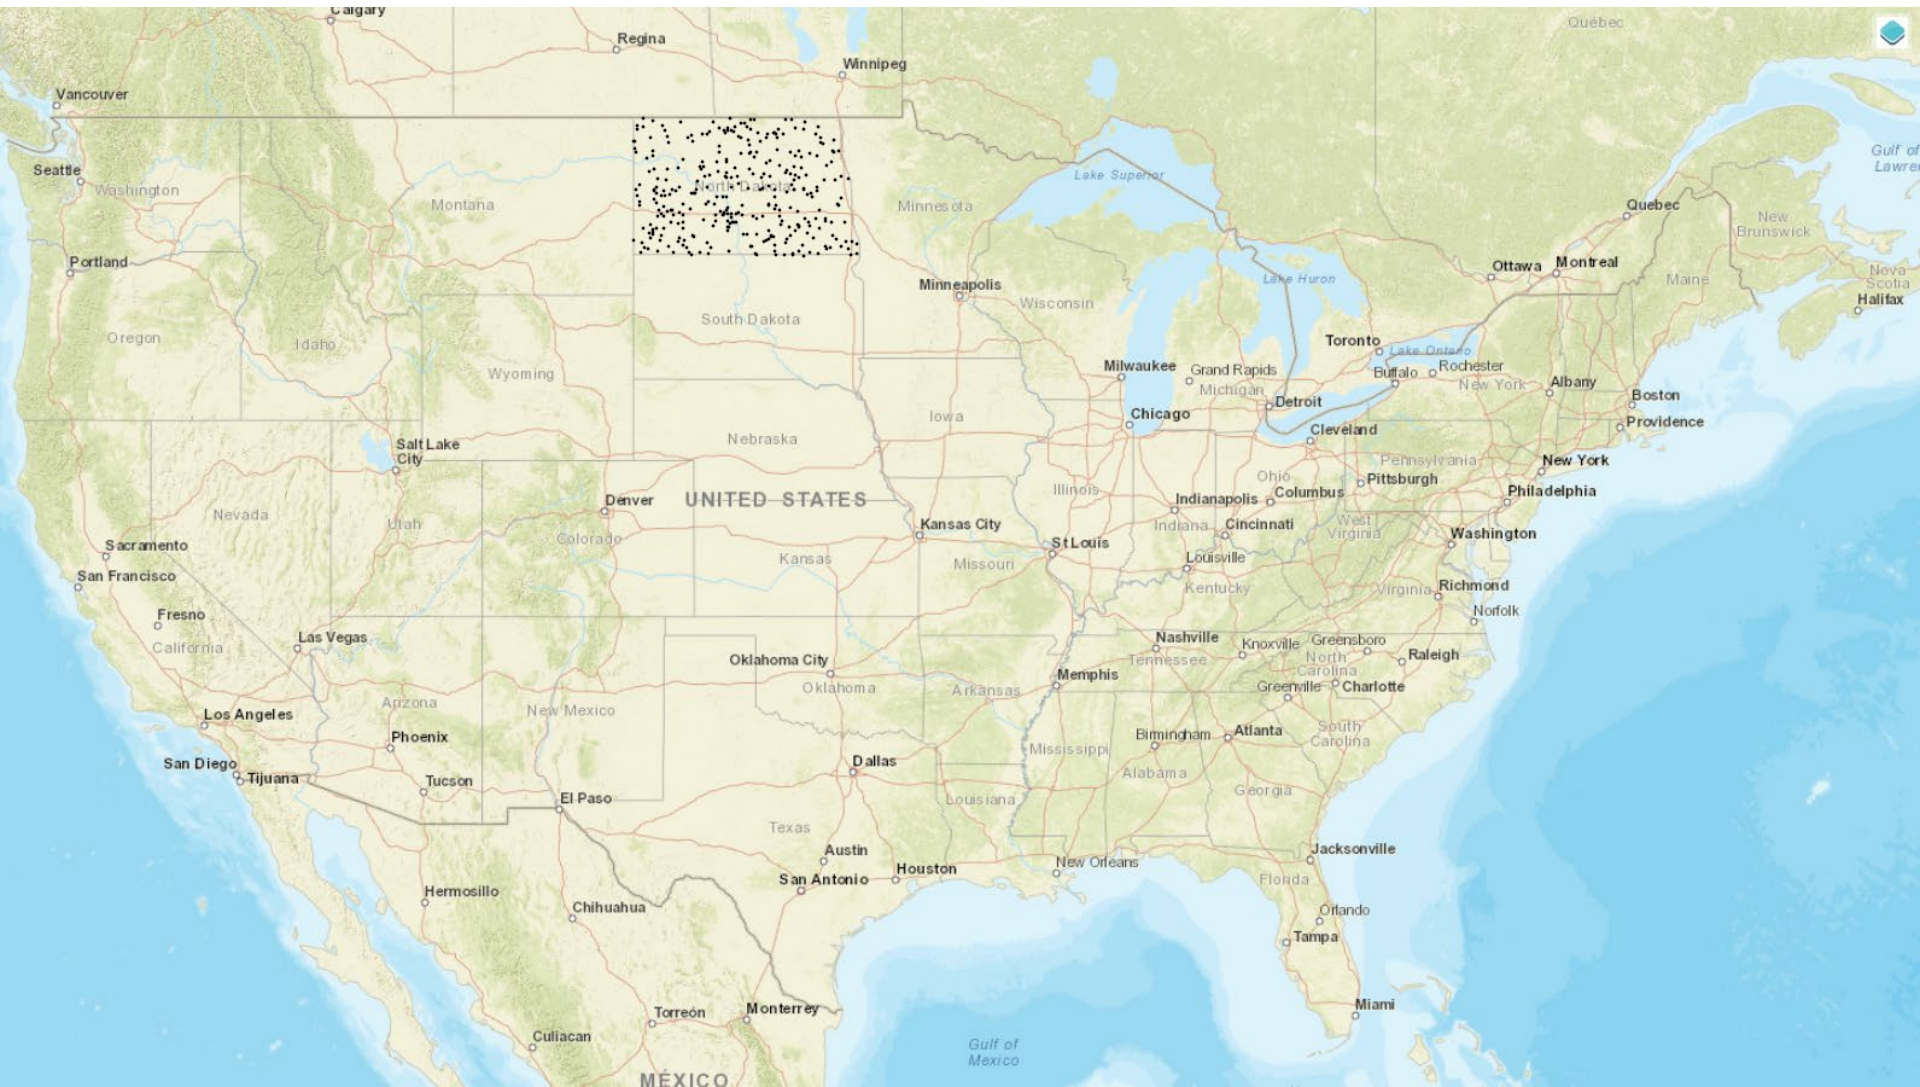 Calgary
Québec
Regina
Winnipeg
Vancouver
Gulf of
Seattle
Washington
Montana
North Dakota
Minnesota
Lake Superior
Quebec
New
Brunswick
Portland
Minneapolis
Wisconsin
Lake Huron
Ottawa
Montreal
Maine
Nova
Scotia
Halifax
Oregon
Idaho
South Dakota
Wyoming
Toronto
Lake Ontario
Milwaukee
Grand Rapids
Michigan
Buffalo
Rochester
New York
Albany
Boston
Detroit
Chicago
Iowa
Providence
Cleveland
Salt Lake
City
Nebraska
Pennsylvania
New York
Denver
UNITED STATES
Illinois
Ohio
Pittsburgh
Indianapolis
Columbus
Philadelphia
Nevada
Utah
Colorado
Kansas City
Indiana
Cincinnati
West
Virginia
Washington
Sacramento
St Louis
Kansas
Missouri
Louisville
San Francisco
Kentucky
Virginia
Richmond
Fresno
Norfolk
Las Vegas
California
Nashville
Knoxville
Greensboro
Oklahoma City
Tennessee
North
Carolina
Raleigh
Oklahoma
Arkansas
Memphis
Greenville
Charlotte
Arizona
New Mexico
Los Angeles
Phoenix
Birmingham
Atlanta
South
Carolina
Mississippi
San Diego
Tijuana
Dallas
Alabama
Tucson
El Paso
Louisiana
Georgia
Texas
Austin
Jacksonville
New Orleans
San Antonio
Houston
Florida
Hermosillo
Chihuahua
Orlando
Tampa
Torreón
Monterrey
Miami
Culiacan
Gulf of
Mexico
MÉXICO